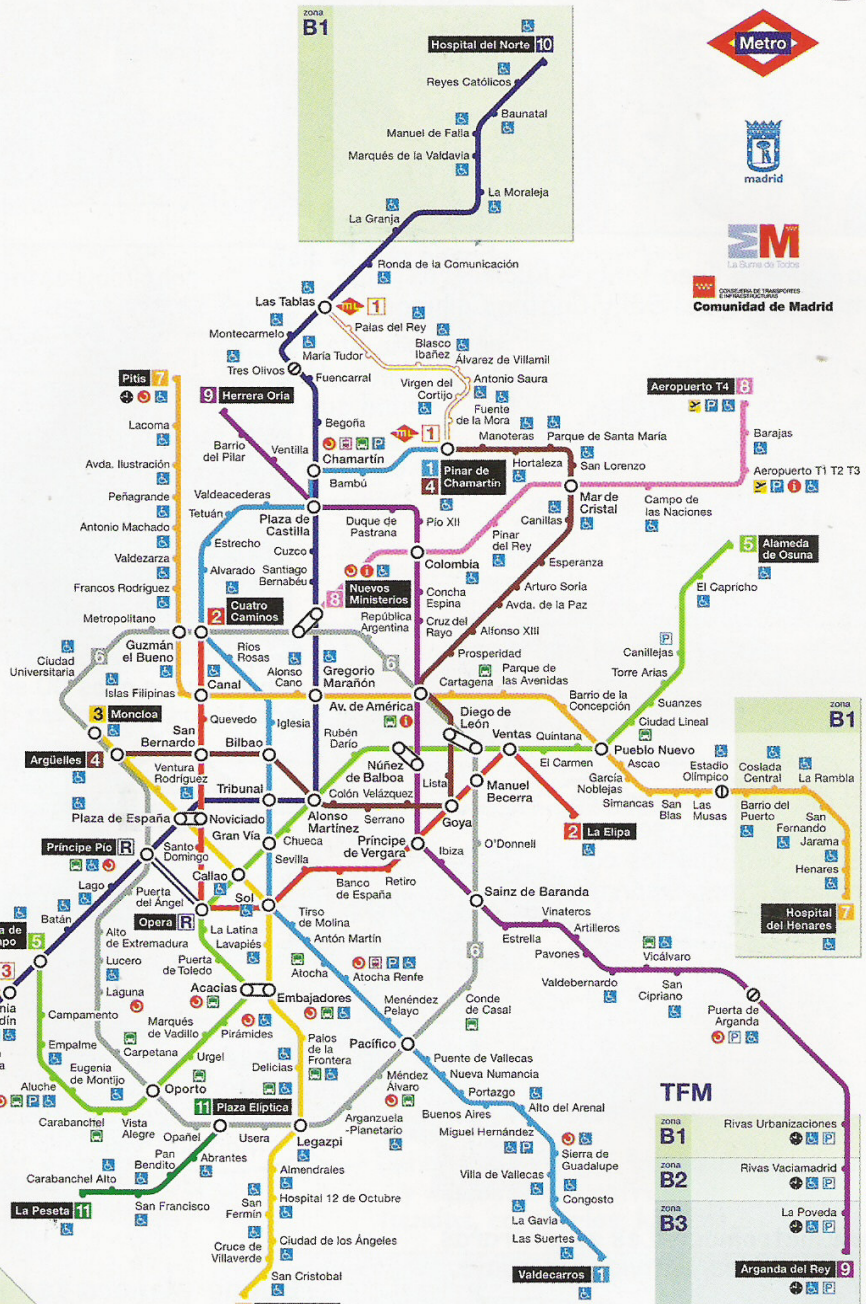 zona
B1
Hospital del Norte 10
Reyes Católicos
Baunatal
Manuel de Falla
Marqués de la Valdavia
La Moraleja
La Granja
Metro
madrid
EM
La Suma de Todos
CONSEJERIA DE TRANSPORTES
E INFRAESTRUCTURAS
Comunidad de Madrid
Ronda de la Comunicación
Las Tablas
ML 1
Montecarmelo
Palas del Rey
María Tudor
Blasco
Ibañez
Álvarez de Villamil
Tres Olivos
Fuencarral
Virgen del
Cortijo
Antonio Saura
Fuente
de la Mora
Pitis 7
9 Herrera Oria
Aeropuerto T4 8
Lacoma
Begoña
ML 1
Manoteras
Parque de Santa María
Barajas
Barrio
del Pilar
Ventilla
Chamartín
1
4
Pinar de
Chamartín
Hortaleza
San Lorenzo
Avda. Ilustración
Bambú
Aeropuerto T1 T2 T3
Peñagrande
Valdeacederas
Mar de
Cristal
Campo de
las Naciones
Antonio Machado
Tetuán
Plaza de
Castilla
Duque de
Pastrana
Pío XII
Canillas
Valdezarza
Estrecho
Cuzco
Colombia
Pinar
del Rey
5 Alameda
de Osuna
Francos Rodríguez
Alvarado
Santiago
Bernabéu
Esperanza
8 Nuevos
Ministerios
Concha
Espina
Arturo Soria
El Capricho
Metropolitano
2 Cuatro
Caminos
República
Argentina
Cruz del
Rayo
Avda. de la Paz
Alfonso XIII
Canillejas
6
Guzmán
el Bueno
Ríos
Rosas
6
Prosperidad
Torre Arias
Ciudad
Universitaria
Alonso
Cano
Gregorio
Marañón
Cartagena
Parque de
las Avenidas
Suanzes
Islas Filipinas
Canal
Av. de América
Barrio de la
Concepción
Ciudad Lineal
zona
B1
3 Moncloa
San
Bernardo
Quevedo
Iglesia
Rubén
Darío
Diego de
León
Ventas
Quintana
Pueblo Nuevo
Argüelles 4
Bilbao
Núñez
de Balboa
El Carmen
Ascao
Estadio
Olímpico
Coslada
Central
La Rambla
Ventura
Rodríguez
Lista
Manuel
Becerra
García
Noblejas
Tribunal
Colón
Velázquez
Simancas
San
Blas
Las
Musas
Barrio del
Puerto
San
Fernando
Plaza de España
Noviciado
Alonso
Martínez
Serrano
Goya
Jarama
Príncipe Pío R
Santo
Domingo
Gran Vía
Chueca
Príncipe
de Vergara
2 La Elipa
Henares
Sevilla
Ibiza
O'Donnell
Lago
Callao
Retiro
Puerta
del Ángel
Sol
Banco
de España
Sainz de Baranda
Hospital
del Henares
7
Batán
Opera R
Tirso
de Molina
Vinateros
5
Alto
de Extremadura
La Latina
Antón Martín
Artilleros
3
Lavapiés
6
Estrella
Lucero
Puerta
de Toledo
Atocha
Atocha Renfe
Pavones
Vicálvaro
Laguna
Acacias
Embajadores
Menéndez
Pelayo
Conde
de Casal
Valdebernardo
San
Cipriano
Puerta de
Arganda
Campamento
Marqués
de Vadillo
Pirámides
Palos
de la
Frontera
Empalme
Carpetana
Urgel
Pacífico
Puente de Vallecas
Eugenia
de Montijo
Delicias
Nueva Numancia
TFM
Aluche
Oporto
Méndez
Álvaro
Portazgo
Alto del Arenal
Carabanchel
Vista
Alegre
11 Plaza Elíptica
Arganzuela
-Planetario
Buenos Aires
Miguel Hernández
zona
B1
Rivas Urbanizaciones
Opañel
Usera
Legazpi
Sierra de
Guadalupe
Pan
Bendito
Abrantes
Almendrales
Villa de Vallecas
zona
B2
Rivas Vaciamadrid
Carabanchel Alto
San
Fermín
Hospital 12 de Octubre
Congosto
La Peseta 11
San Francisco
La Gavia
zona
B3
La Poveda
Cruce de
Villaverde
Ciudad de los Ángeles
Las Suertes
San Cristobal
Valdecarros 1
Arganda del Rey 9